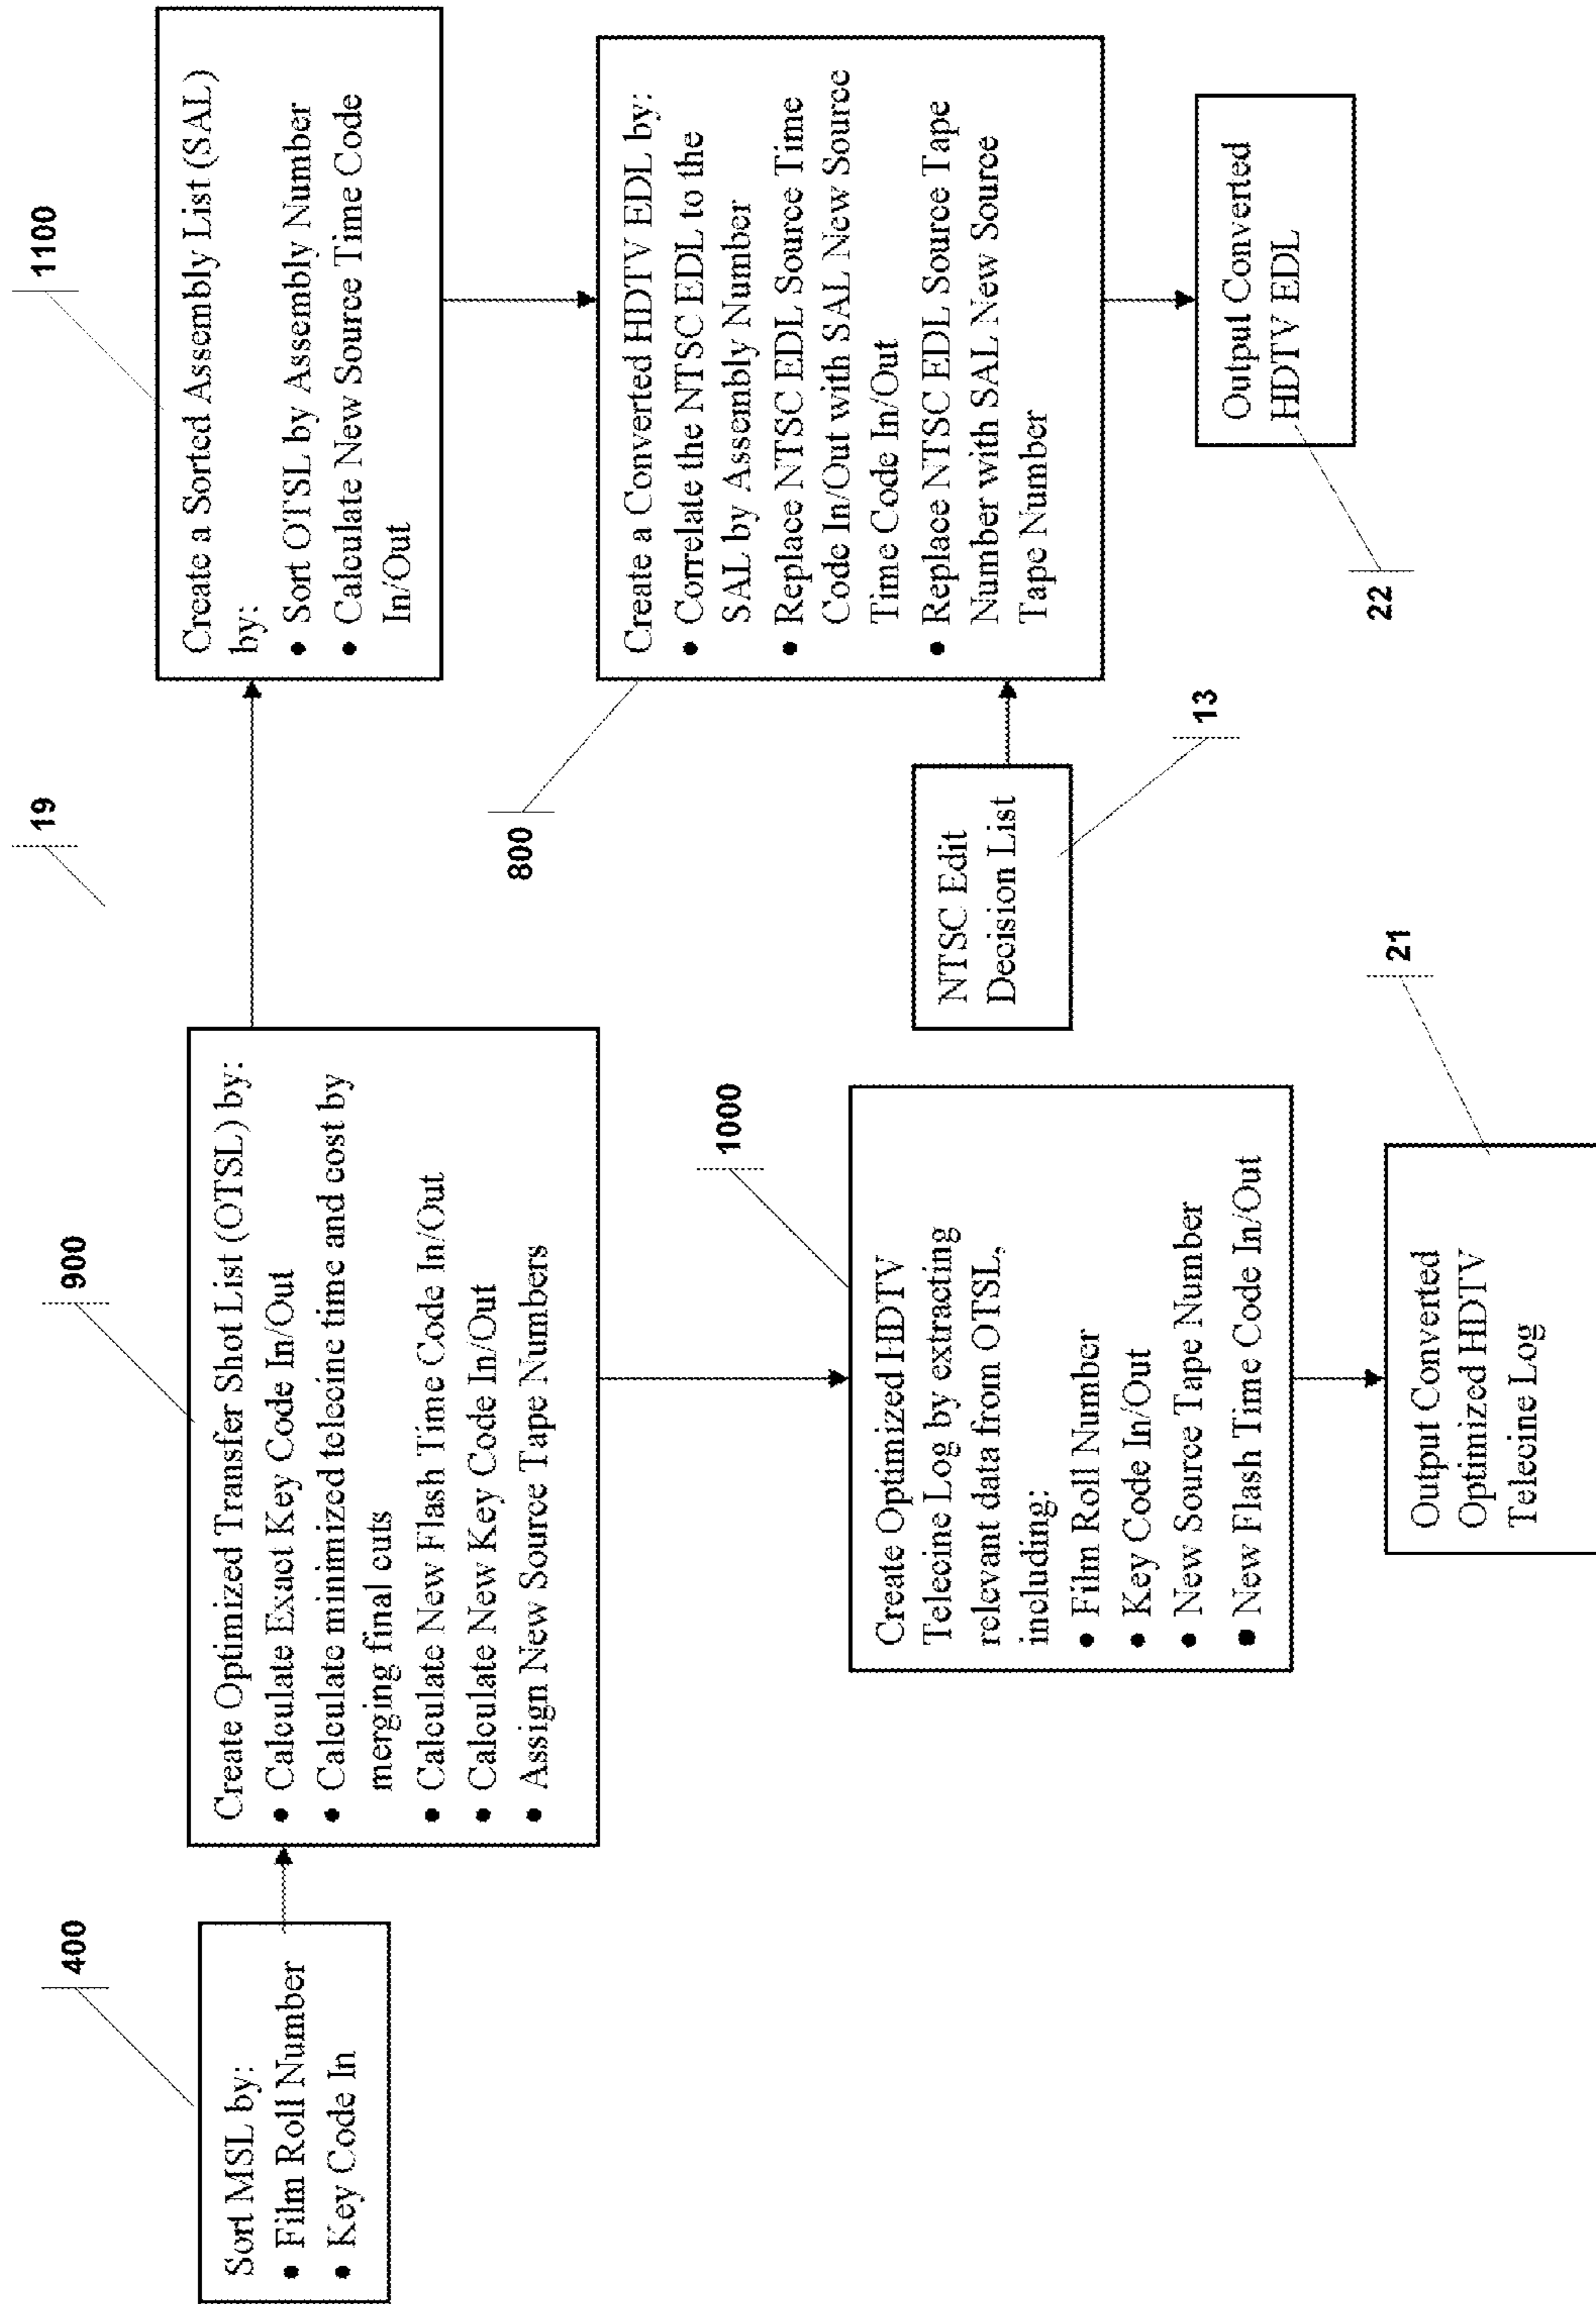 400
Sort MSL by:
• Film Roll Number
• Key Code In
900
Create Optimized Transfer Shot List (OTSL) by:
• Calculate Exact Key Code In/Out
• Calculate minimized telecine time and cost by
merging final cuts
• Calculate New Flash Time Code In/Out
• Calculate New Key Code In/Out
• Assign New Source Tape Numbers
19
1100
Create a Sorted Assembly List (SAL)
by:
• Sort OTSL by Assembly Number
• Calculate New Source Time Code
In/Out
1000
Create Optimized HDTV
Telecine Log by extracting
relevant data from OTSL,
including:
• Film Roll Number
• Key Code In/Out
• New Source Tape Number
• New Flash Time Code In/Out
21
Output Converted
Optimized HDTV
Telecine Log
NTSC Edit
Decision List
13
800
Create a Converted HDTV EDL by:
• Correlate the NTSC EDL to the
SAL by Assembly Number
• Replace NTSC EDL Source Time
Code In/Out with SAL New Source
Time Code In/Out
• Replace NTSC EDL Source Tape
Number with SAL New Source
Tape Number
Output Converted
HDTV EDL
22